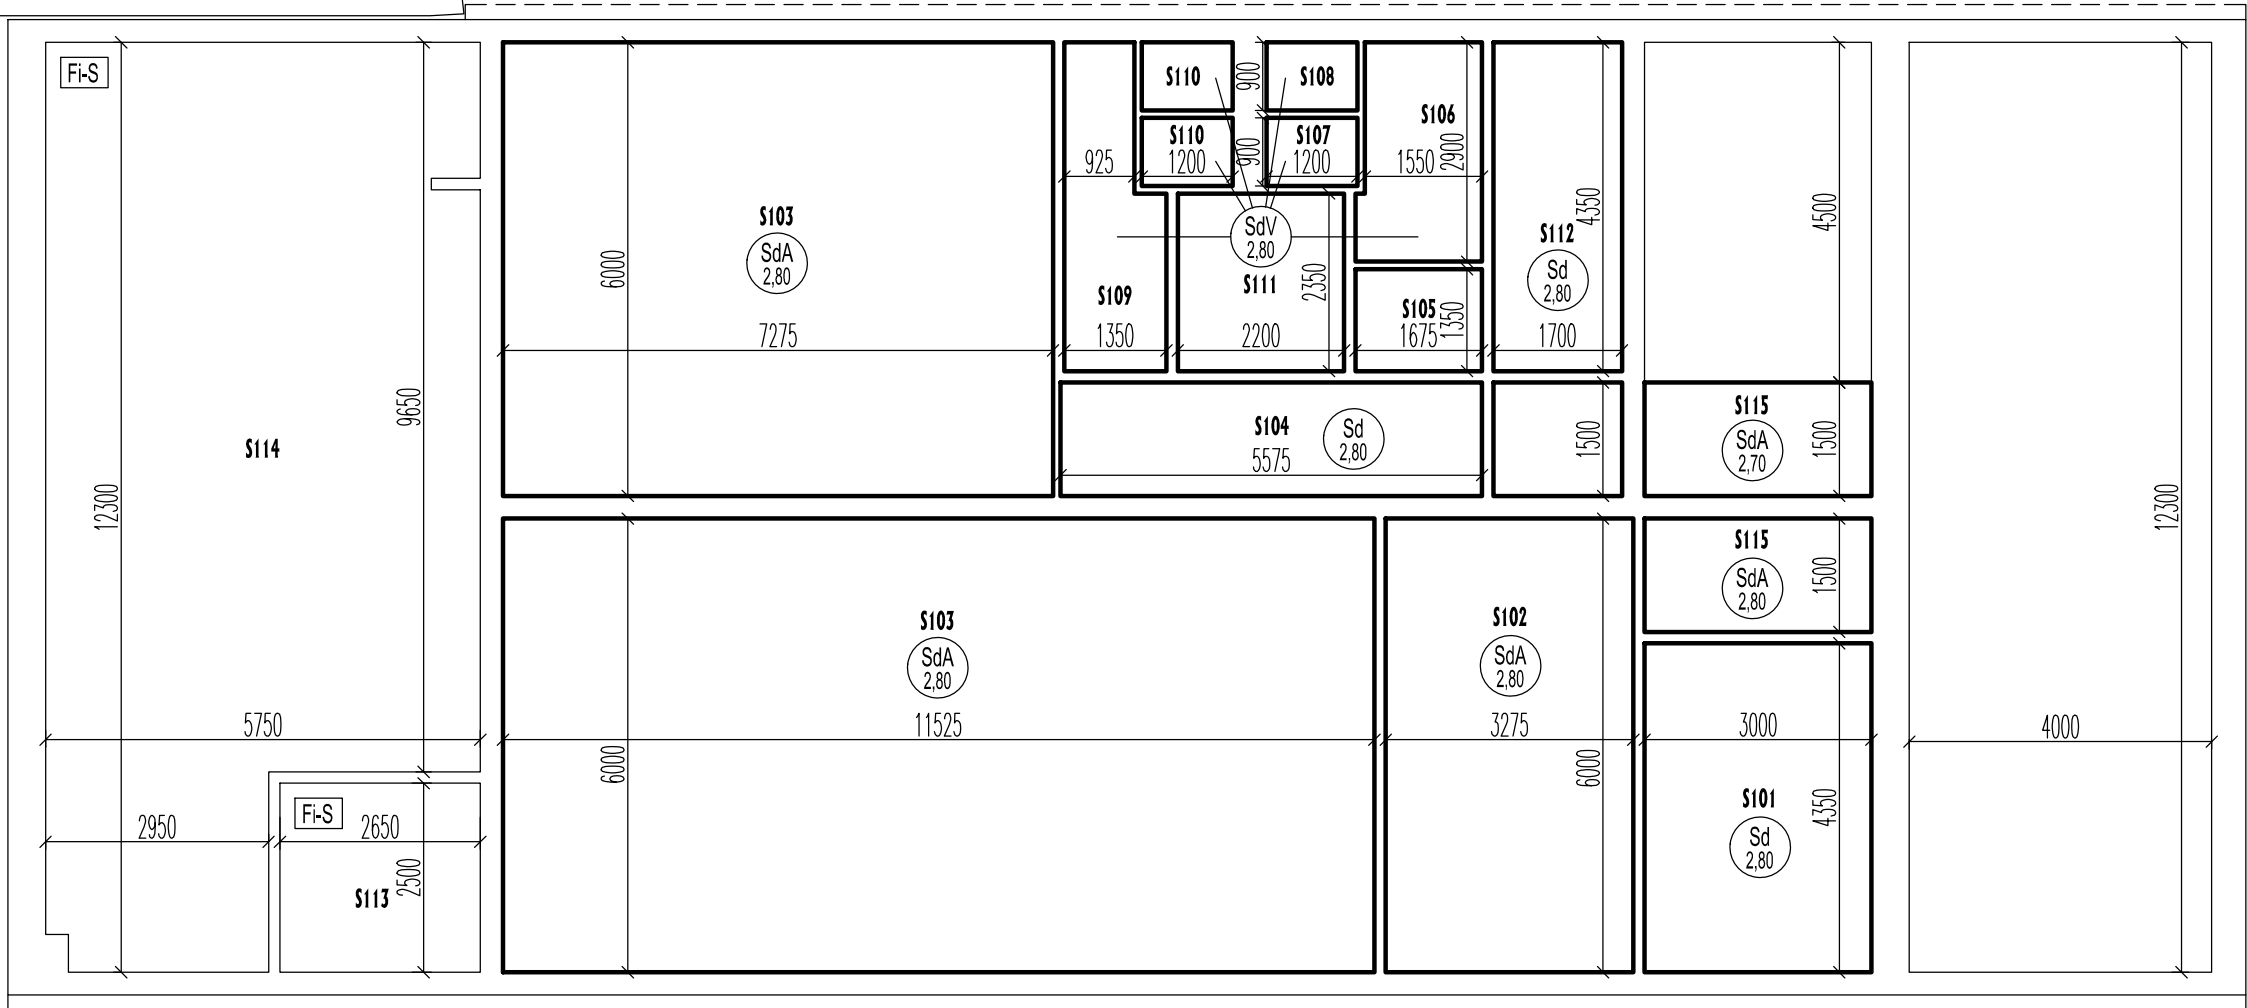 Fi-S
S110
900
S108
S106
S110
900
S107
925
1200
1200
1550
2900
S103
SdA
2,80
6000
SdV
2,80
4350
4500
S112
Sd
2,80
S109
S111
2350
S105
1350
7275
1350
2200
1675
1700
9650
S114
S104
5575
Sd
2,80
1500
S115
SdA
2,70
1500
12300
12300
S115
SdA
2,80
1500
S103
SdA
2,80
S102
SdA
2,80
5750
11525
3275
3000
4000
6000
6000
S101
Sd
2,80
4350
Fi-S
2950
2650
2500
S113